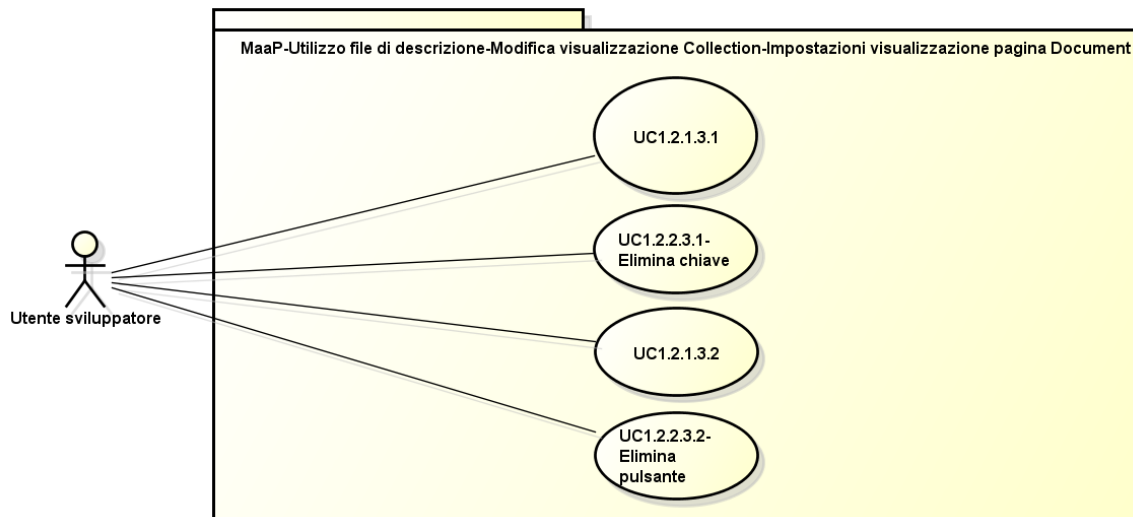 MaaP-Utilizzo file di descrizione-Modifica visualizzazione Collection-Impostazioni visualizzazione pagina Document
UC1.2.1.3.1
UC1.2.2.3.1-
Elimina chiave
Utente sviluppatore
UC1.2.1.3.2
UC1.2.2.3.2-
Elimina
pulsante